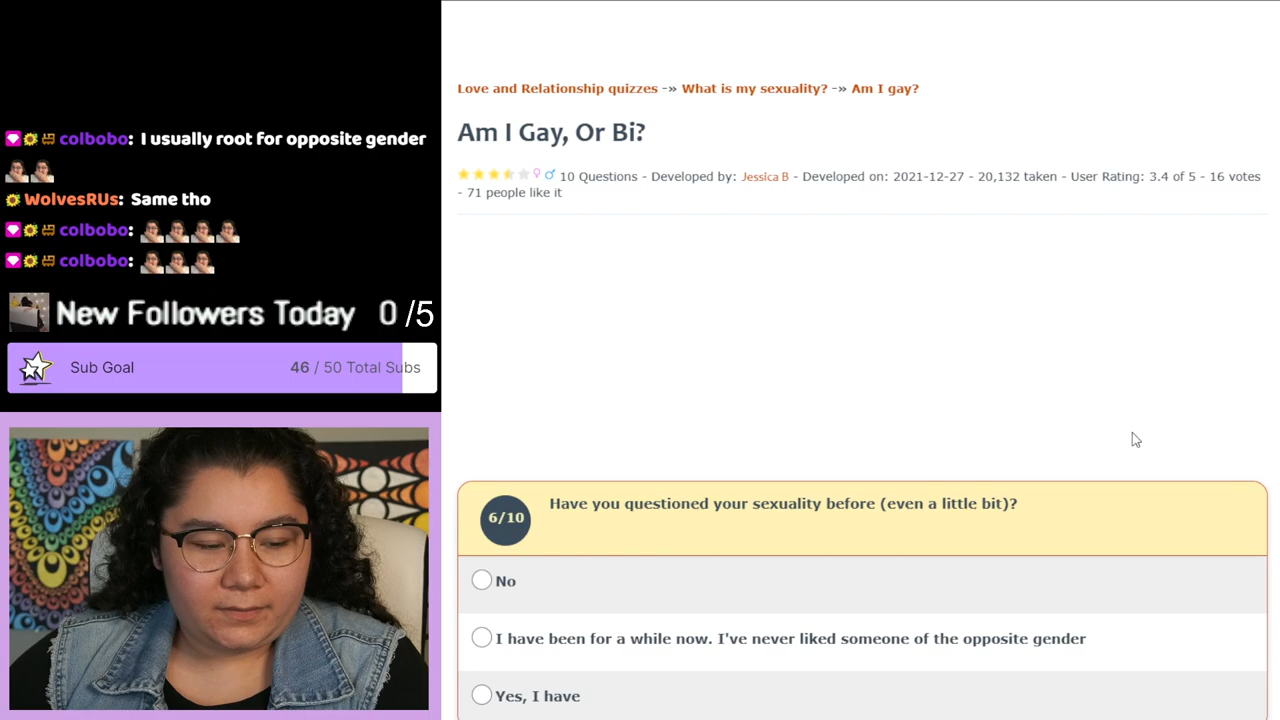 colbobo: I usually root for opposite gender
WolvesRUs: Same tho
colbobo:
colbobo:
New Followers Today 0 /5
Sub Goal 46 / 50 Total Subs
Love and Relationship quizzes -» What is my sexuality? -» Am I gay?
Am I Gay, Or Bi?
10 Questions - Developed by: Jessica B - Developed on: 2021-12-27 - 20,132 taken - User Rating: 3.4 of 5 - 16 votes
- 71 people like it
6/10 Have you questioned your sexuality before (even a little bit)?
No
I have been for a while now. I've never liked someone of the opposite gender
Yes, I have